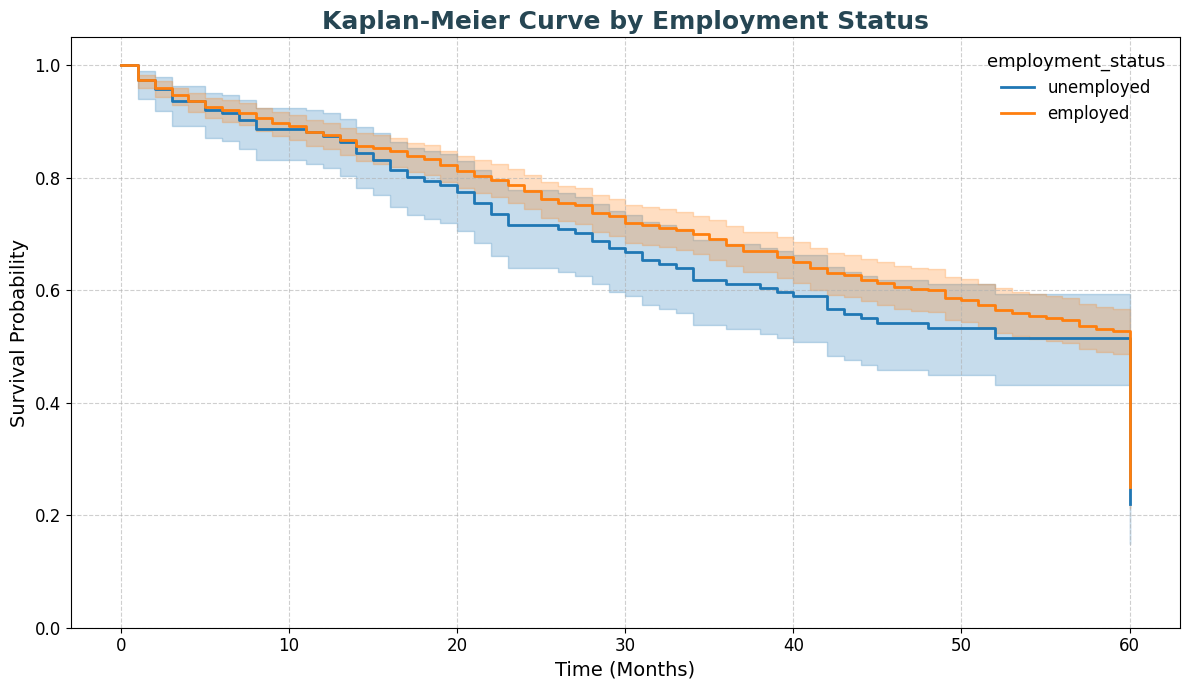 Kaplan-Meier Curve by Employment Status
employment_status
unemployed
employed
Survival Probability
1.0
0.8
0.6
0.4
0.2
0.0
0 10 20 30 40 50 60
Time (Months)